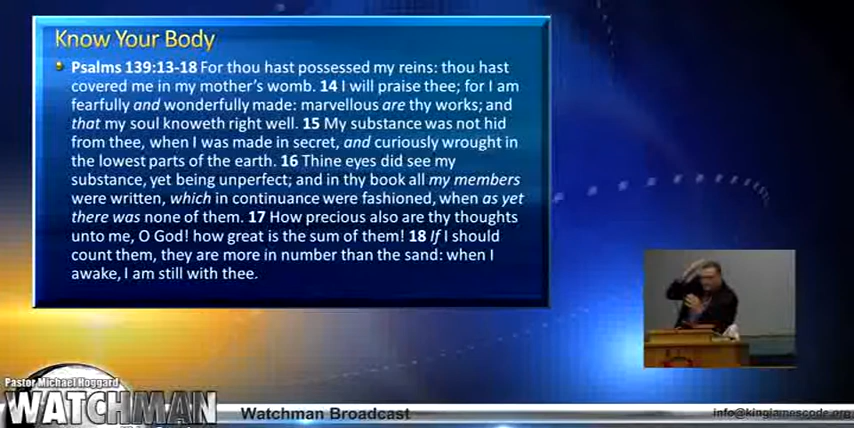 Know Your Body
Psalms 139:13-18 For thou hast possessed my reins: thou hast
covered me in my mother's womb. 14 I will praise thee; for I am
fearfully and wonderfully made: marvellous are thy works; and
that my soul knoweth right well. 15 My substance was not hid
from thee, when I was made in secret, and curiously wrought in
the lowest parts of the earth. 16 Thine eyes did see my
substance, yet being unperfect; and in thy book all my members
were written, which in continuance were fashioned, when as yet
there was none of them. 17 How precious also are thy thoughts
unto me, O God! how great is the sum of them! 18 If I should
count them, they are more in number than the sand: when I
awake, I am still with thee.
Pastor Michael Hoggard
WATCHMAN
Watchman Broadcast
info@kingjamescode.org